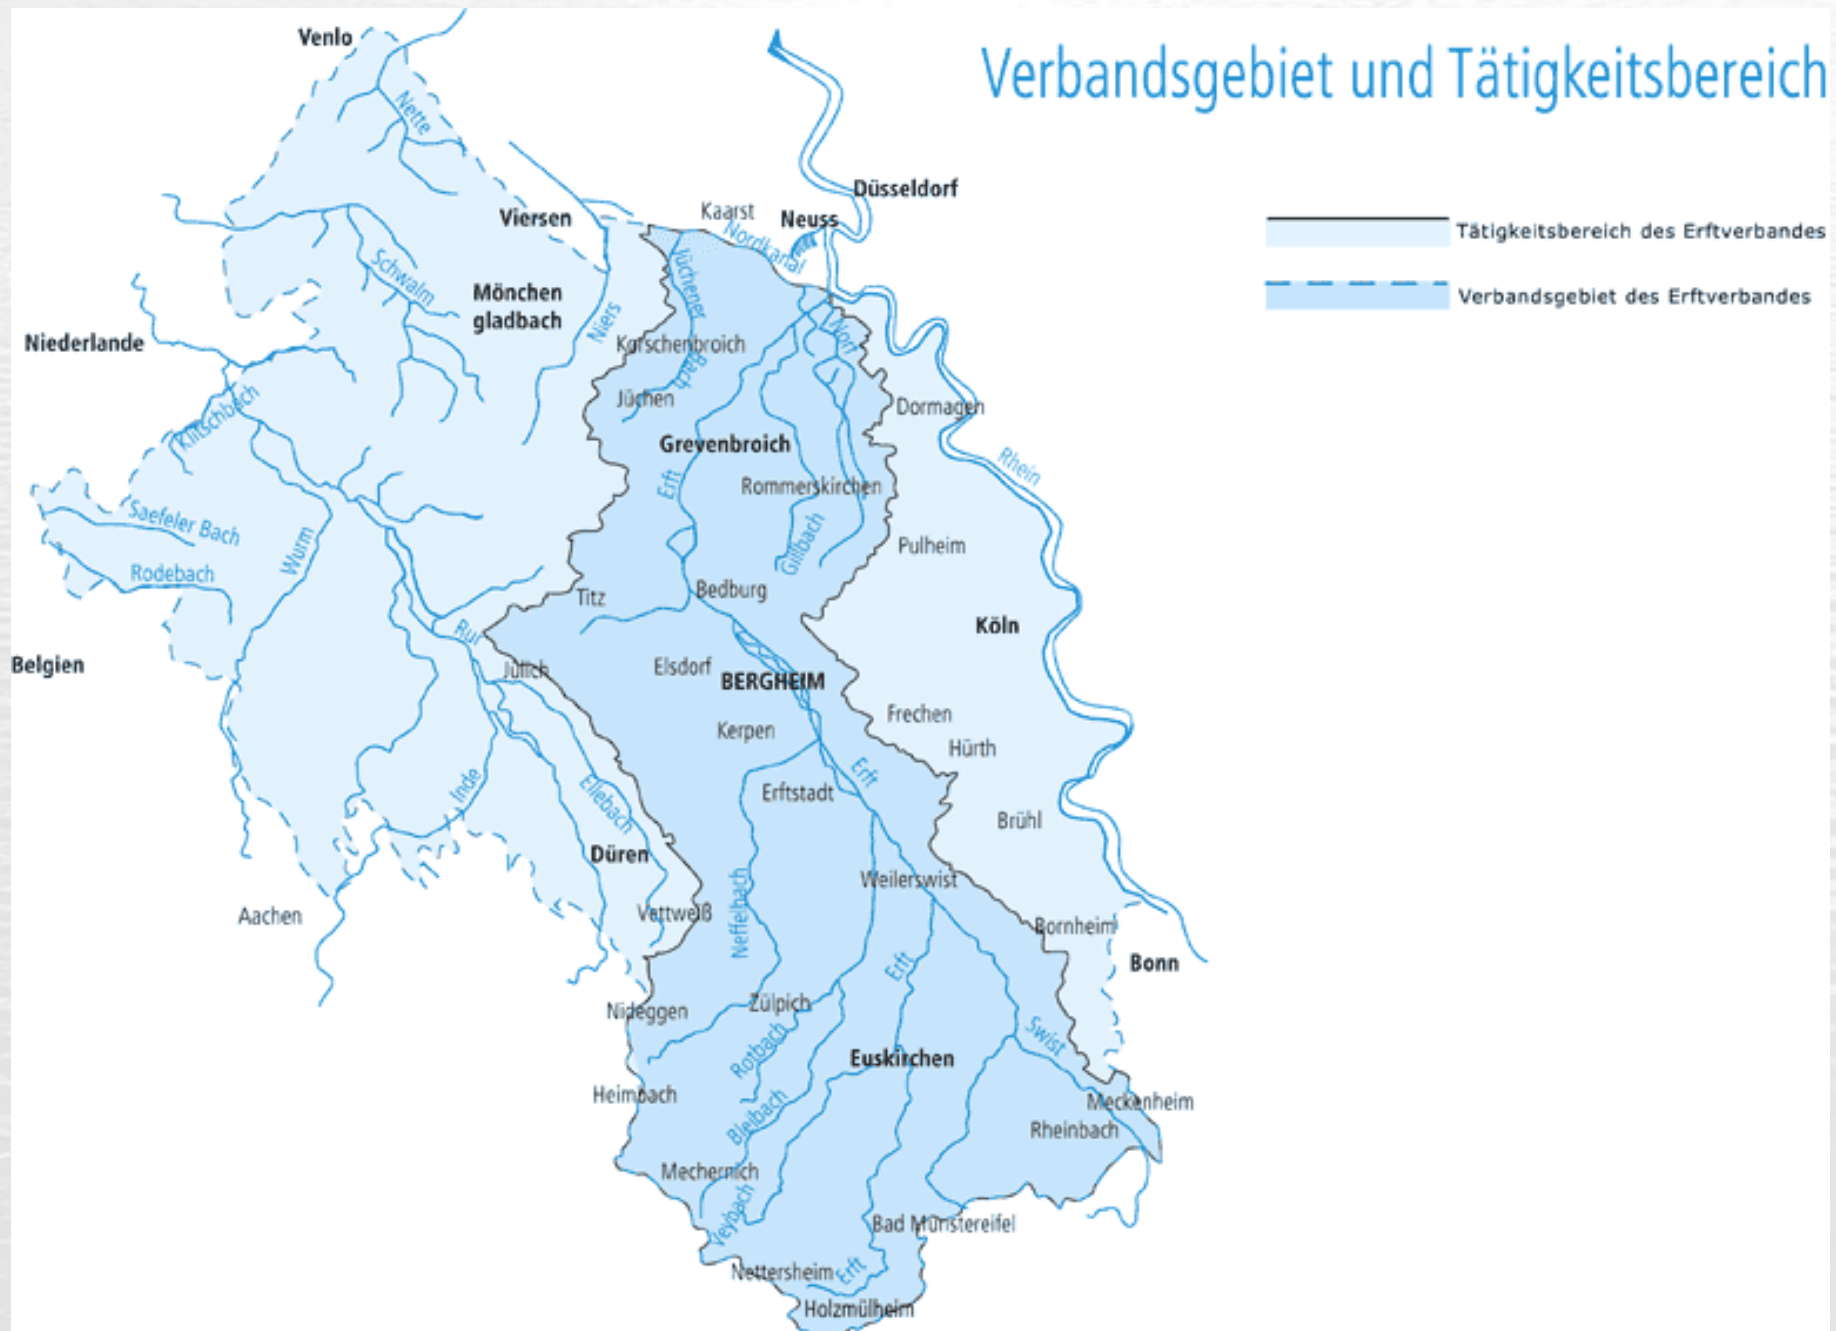 Verbandsgebiet und Tätigkeitsbereich
Tätigkeitsbereich des Erftverbandes
Verbandsgebiet des Erftverbandes
Venlo
Nette
Düsseldorf
Kaarst
Neuss
Viersen
Nordkanal
Schwalm
Jüchener
Bach
Mönchen
gladbach
Niers
Norf
Niederlande
Korschenbroich
Klitschbach
Jüchen
Dormagen
Grevenbroich
Rhein
Erft
Rommerskirchen
Saefeler Bach
Wurm
Gillbach
Pulheim
Rodebach
Titz
Bedburg
Köln
Rur
Belgien
Jülich
Elsdorf
BERGHEIM
Frechen
Kerpen
Hürth
Inde
Ellebach
Erft
Erftstadt
Brühl
Düren
Weilerswist
Aachen
Vettweiß
Neffelbach
Bornheim
Bonn
Erft
Nideggen
Zülpich
Rotbach
Swist
Euskirchen
Heimbach
Bleibach
Meckenheim
Rheinbach
Mechernich
Veybach
Bad Münstereifel
Nettersheim
Erft
Holzmülheim